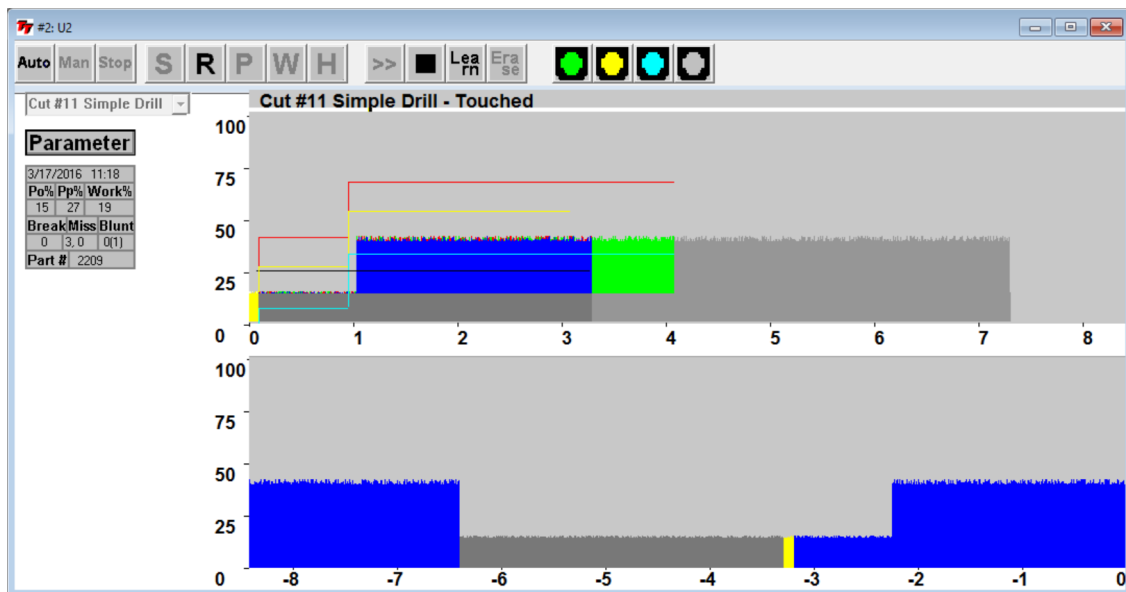 #2: U2
Auto Man Stop S R P W H >> Lea rn Era se
Cut #11 Simple Drill
Cut #11 Simple Drill - Touched
Parameter
3/17/2016 11:18
Po% Pp% Work%
15 27 19
Break Miss Blunt
0 3, 0 0(1)
Part # 2209
100
75
50
25
0
0 1 2 3 4 5 6 7 8
100
75
50
25
0
-8 -7 -6 -5 -4 -3 -2 -1 0